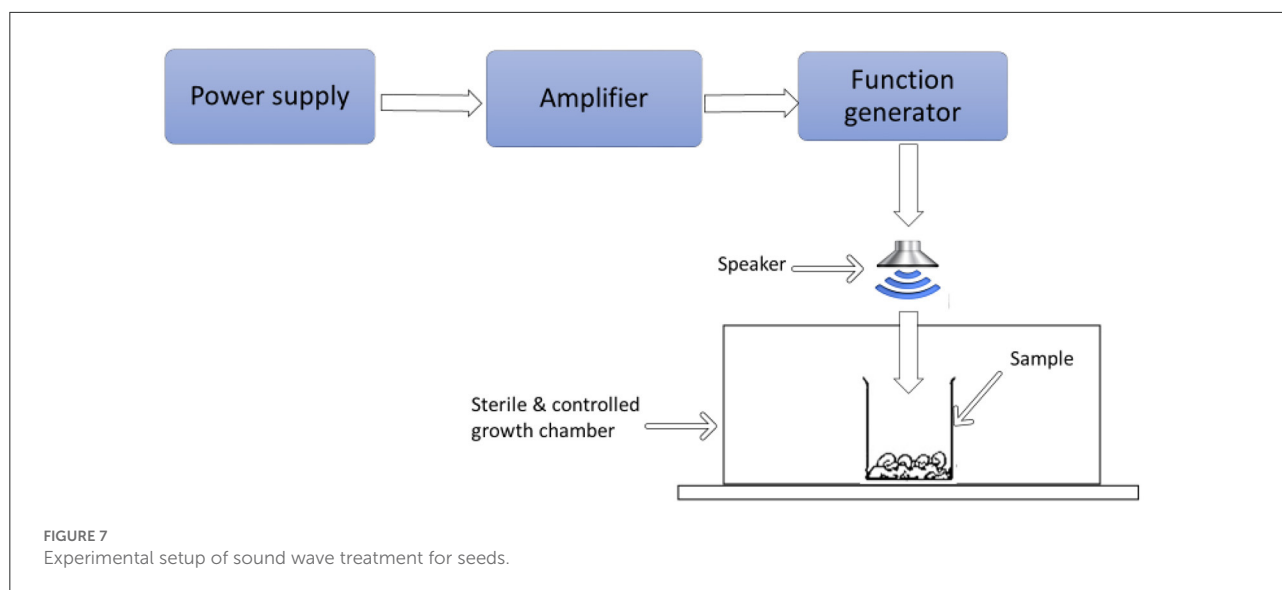 Power supply
Amplifier
Function
generator
Speaker
Sample
Sterile & controlled
growth chamber
FIGURE 7
Experimental setup of sound wave treatment for seeds.